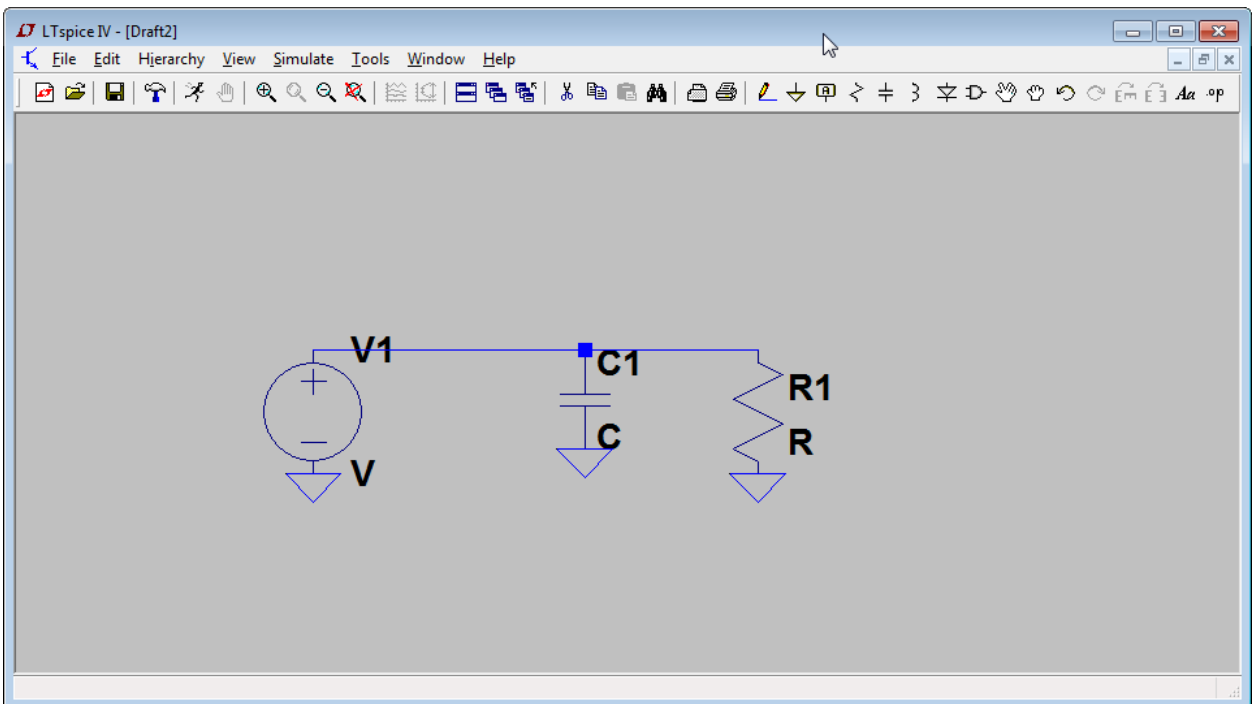 LTspice IV - [Draft2]
File Edit Hierarchy View Simulate Tools Window Help
Aa .op
V1
C1
R1
C
R
V